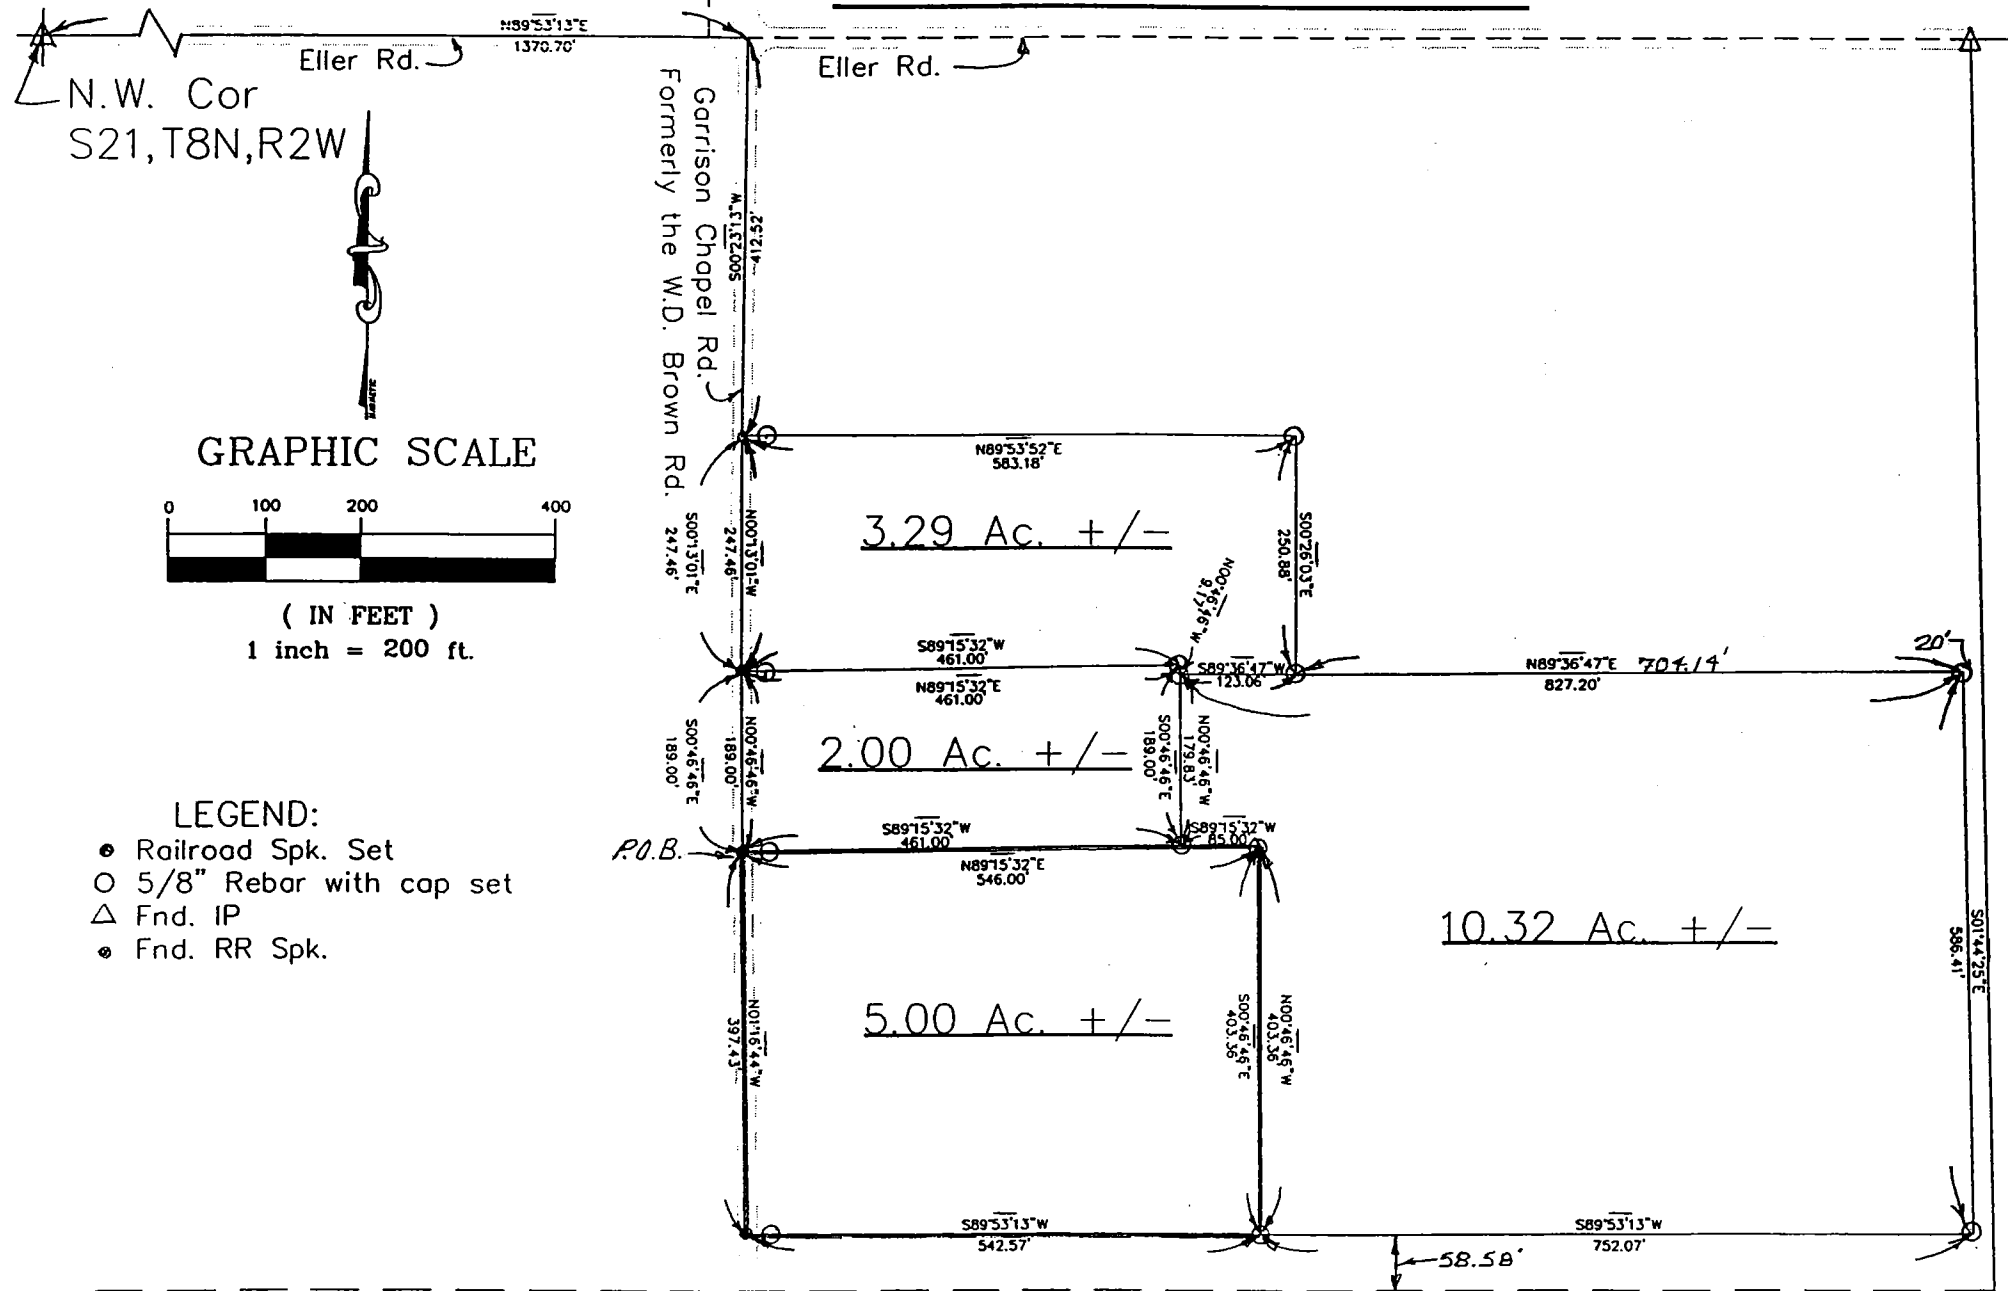 N89°53'13"E
1370.70'
Eller Rd.
Eller Rd.
N.W. Cor
S21,T8N,R2W
Garrison Chapel Rd.
Formerly the W.D. Brown Rd.
S00°23'13"W
412.52'
GRAPHIC SCALE
0 100 200 400
( IN FEET )
1 inch = 200 ft.
N89°53'52"E
583.18'
3.29 Ac. +/-
S00°13'01"E
247.46'
N00°13'01"W
247.46'
S00°26'03"E
250.88'
N00°46'46"W
9.17'
S89°15'32"W
461.00'
N89°15'32"E
461.00'
S89°36'47"W
123.06'
N89°36'47"E 704.14'
827.20'
20'
S00°46'46"E
189.00'
N00°46'46"W
189.00'
2.00 Ac. +/-
S00°46'46"E
189.00'
N00°46'46"W
179.83'
LEGEND:
Railroad Spk. Set
5/8" Rebar with cap set
Fnd. IP
Fnd. RR Spk.
P.O.B.
S89°15'32"W
461.00'
S89°15'32"W
85.00'
N89°15'32"E
546.00'
10.32 Ac. +/-
S01°44'25"E
586.41'
5.00 Ac. +/-
N01°16'44"W
397.43'
S00°46'46"E
403.36'
N00°46'46"W
403.36'
S89°53'13"W
542.57'
S89°53'13"W
752.07'
58.58'